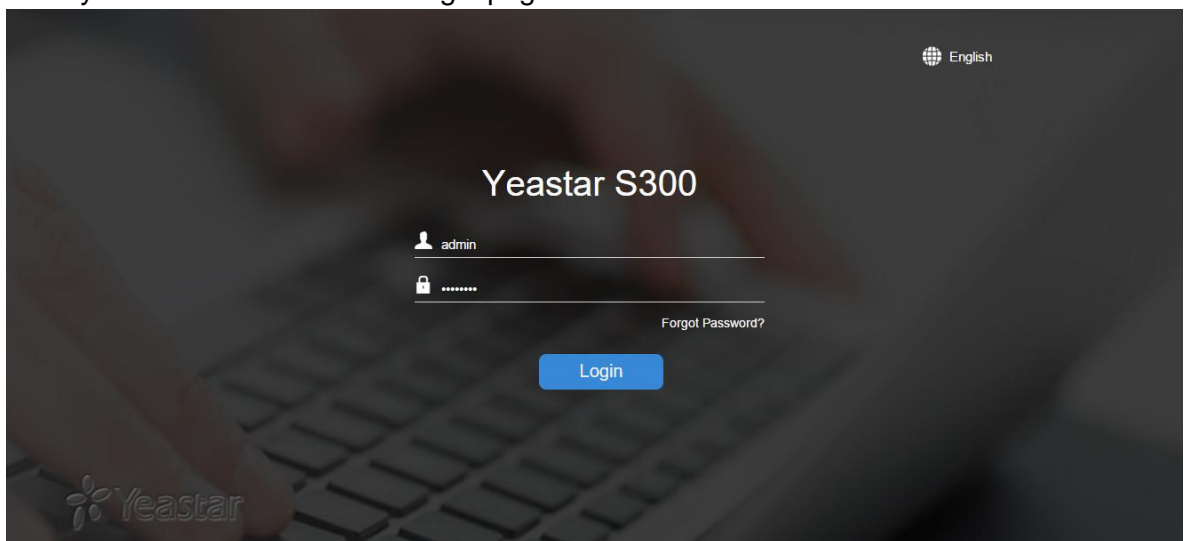 English
Yeastar S300
admin
••••••••
Forgot Password?
Login
Yeastar